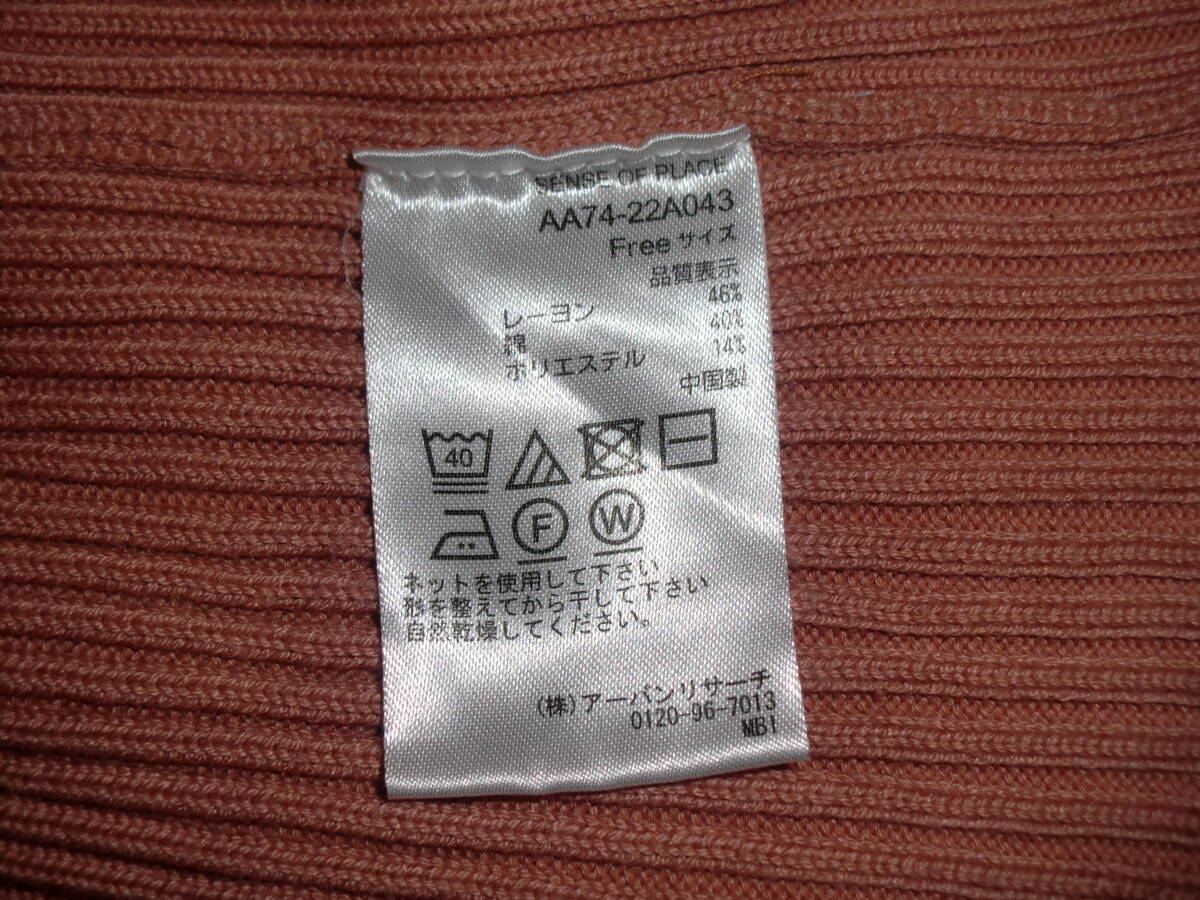 SENSE OF PLACE
AA74-22A043
Free サイズ
品質表示
レーヨン 46%
綿 40%
ポリエステル 14%
中国製
40
F W
ネットを使用して下さい
形を整えてから干して下さい
自然乾燥してください。
(株)アーバンリサーチ
0120-96-7013
MBI